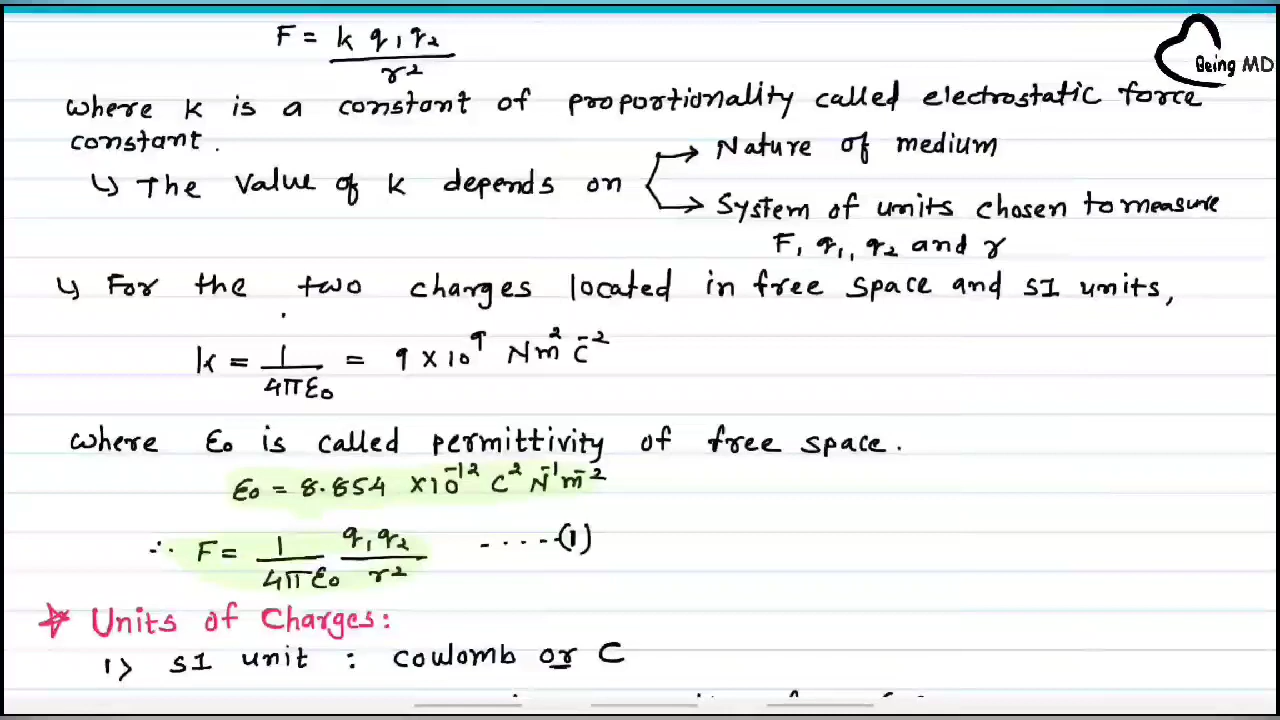 F = k q₁q₂ / r²
Being MD
where k is a constant of proportionality called electrostatic force
constant.
↳ The value of k depends on → Nature of medium
→ System of units chosen to measure
F, q₁, q₂ and r
↳ For the two charges located in free space and SI units,
k = 1 / 4πε₀ = 9 × 10⁹ Nm² C⁻²
where ε₀ is called permittivity of free space.
ε₀ = 8.854 × 10⁻¹² C² N⁻¹ m⁻²
∴ F = 1 / 4πε₀ q₁q₂ / r² ·····(1)
* Units of Charges:
1) SI unit : coulomb or C